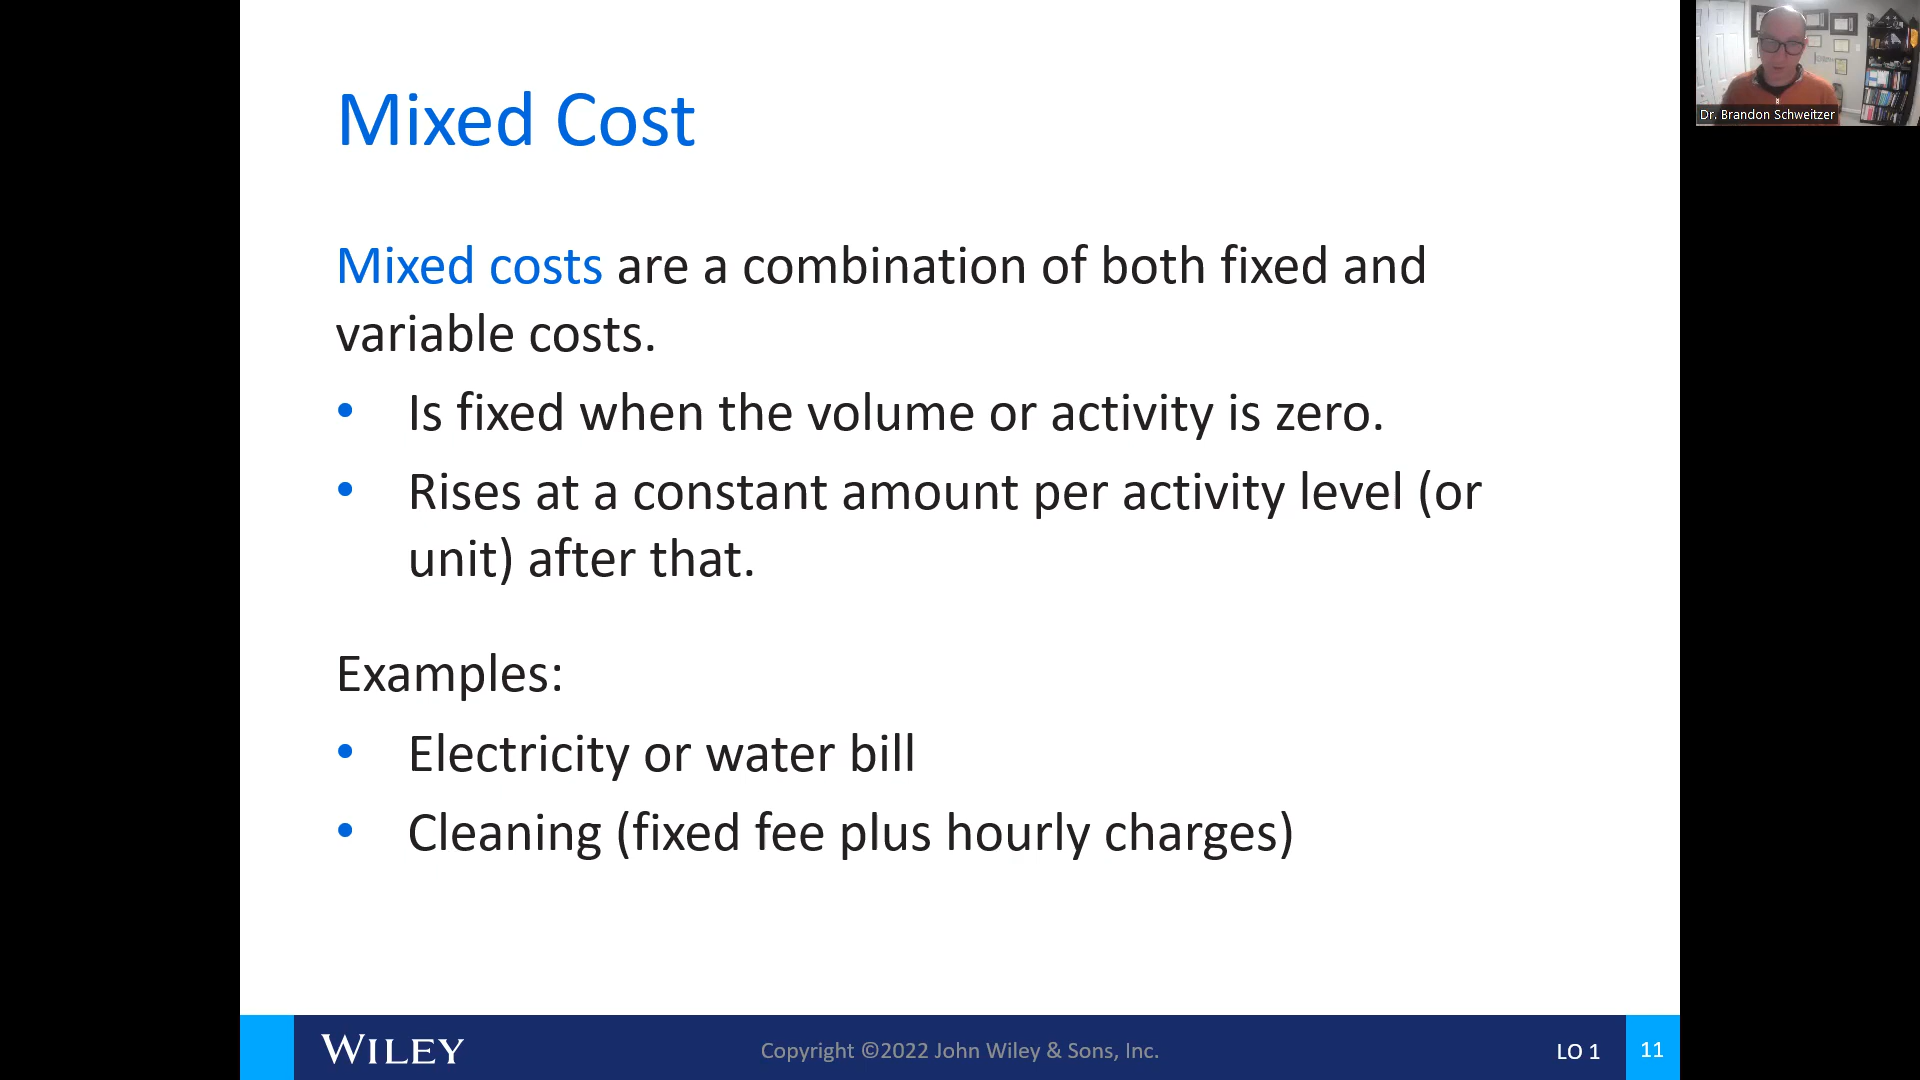 Mixed Cost
Mixed costs are a combination of both fixed and
variable costs.
• Is fixed when the volume or activity is zero.
• Rises at a constant amount per activity level (or
unit) after that.
Examples:
• Electricity or water bill
• Cleaning (fixed fee plus hourly charges)
WILEY
Copyright ©2022 John Wiley & Sons, Inc.
LO 1
11
Dr. Brandon Schweitzer